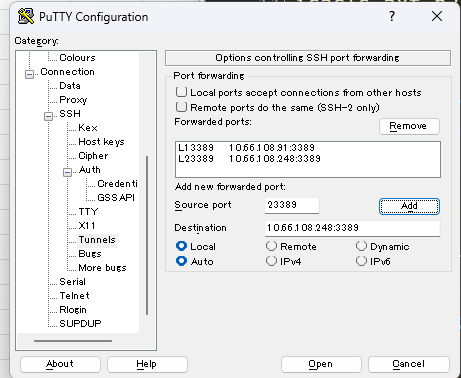 PuTTY Configuration
Category:
Colours
Connection
Data
Proxy
SSH
Kex
Host keys
Cipher
Auth
Credenti
GSSAPI
TTY
X11
Tunnels
Bugs
More bugs
Serial
Telnet
Rlogin
SUPDUP
Options controlling SSH port forwarding
Port forwarding
Local ports accept connections from other hosts
Remote ports do the same (SSH-2 only)
Forwarded ports:
Remove
L13389 10.66.108.91:3389
L23389 10.66.108.248:3389
Add new forwarded port:
Source port 23389 Add
Destination 10.66.108.248:3389
Local Remote Dynamic
Auto IPv4 IPv6
About Help Open Cancel